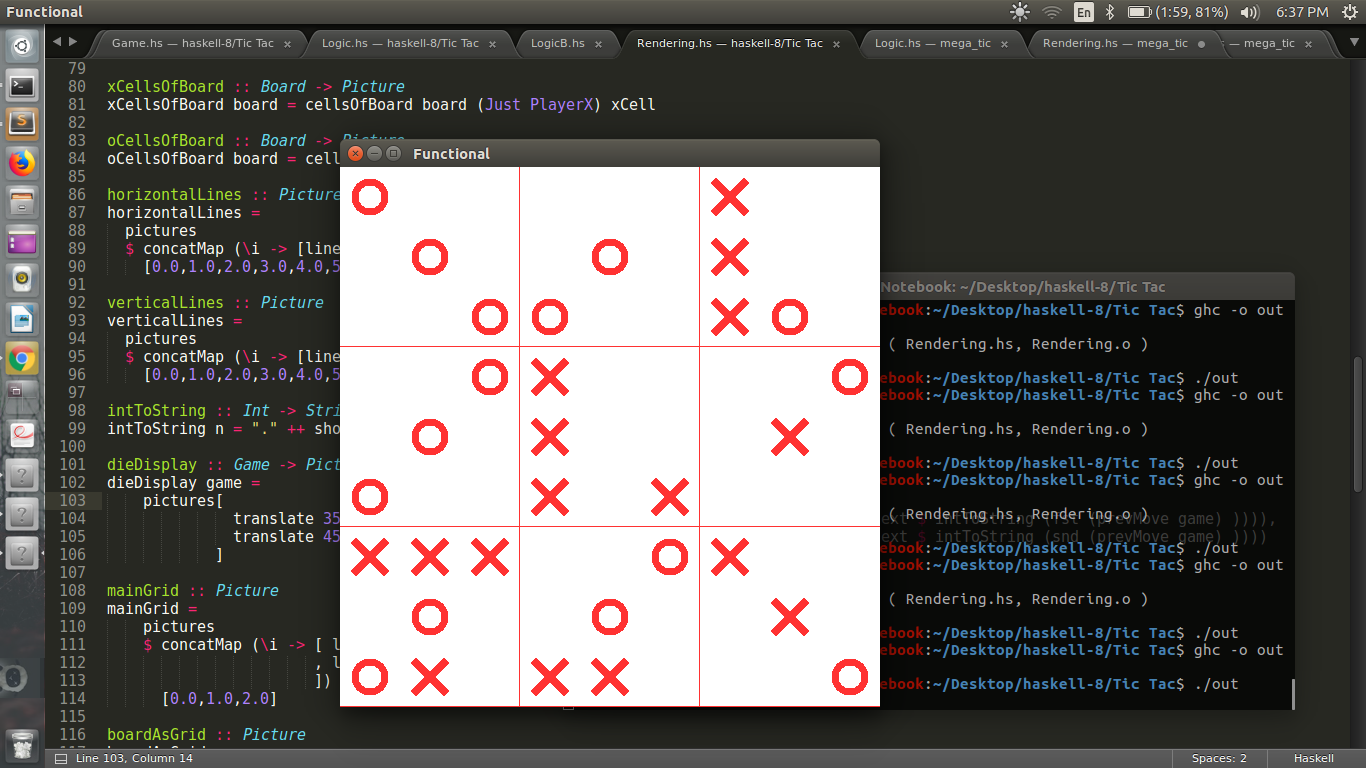 Functional
En
(1:59, 81%)
6:37 PM
Game.hs — haskell-8/Tic Tac ×
Logic.hs — haskell-8/Tic Tac ×
LogicB.hs ×
Rendering.hs — haskell-8/Tic Tac ×
Logic.hs — mega_tic ×
Rendering.hs — mega_tic
— mega_tic ×
79
80 xCellsOfBoard :: Board -> Picture
81 xCellsOfBoard board = cellsOfBoard board (Just PlayerX) xCell
82
83 oCellsOfBoard :: Board -> Picture
84 oCellsOfBoard board = cell
85
86 horizontalLines :: Picture
87 horizontalLines =
88 pictures
89 $ concatMap (\i -> [line
90 [0.0,1.0,2.0,3.0,4.0,5
91
92 verticalLines :: Picture
93 verticalLines =
94 pictures
95 $ concatMap (\i -> [line
96 [0.0,1.0,2.0,3.0,4.0,5
97
98 intToString :: Int -> Stri
99 intToString n = "." ++ sho
100
101 dieDisplay :: Game -> Pict
102 dieDisplay game =
103 pictures[
104 translate 35
105 translate 45
106 ]
107
108 mainGrid :: Picture
109 mainGrid =
110 pictures
111 $ concatMap (\i -> [ l
112 , l
113 ])
114 [0.0,1.0,2.0]
115
116 boardAsGrid :: Picture
Functional
Notebook: ~/Desktop/haskell-8/Tic Tac
ebook:~/Desktop/haskell-8/Tic Tac$ ghc -o out
( Rendering.hs, Rendering.o )
ebook:~/Desktop/haskell-8/Tic Tac$ ./out
ebook:~/Desktop/haskell-8/Tic Tac$ ghc -o out
( Rendering.hs, Rendering.o )
ebook:~/Desktop/haskell-8/Tic Tac$ ./out
ebook:~/Desktop/haskell-8/Tic Tac$ ghc -o out
( Rendering.hs, Rendering.o )
ext $ intToString (fst (prevMove game) )))),
ext $ intToString (snd (prevMove game) ))))
ebook:~/Desktop/haskell-8/Tic Tac$ ./out
ebook:~/Desktop/haskell-8/Tic Tac$ ghc -o out
( Rendering.hs, Rendering.o )
ebook:~/Desktop/haskell-8/Tic Tac$ ./out
ebook:~/Desktop/haskell-8/Tic Tac$ ghc -o out
ebook:~/Desktop/haskell-8/Tic Tac$ ./out
Line 103, Column 14
Spaces: 2
Haskell